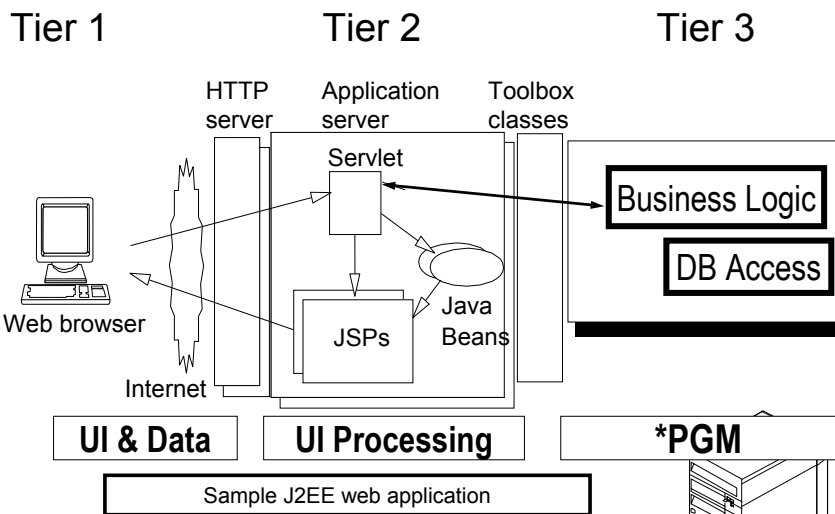 Tier 1
Tier 2
Tier 3
HTTP
server
Application
server
Toolbox
classes
Servlet
Business Logic
DB Access
Web browser
JSPs
Java
Beans
Internet
UI & Data
UI Processing
*PGM
Sample J2EE web application